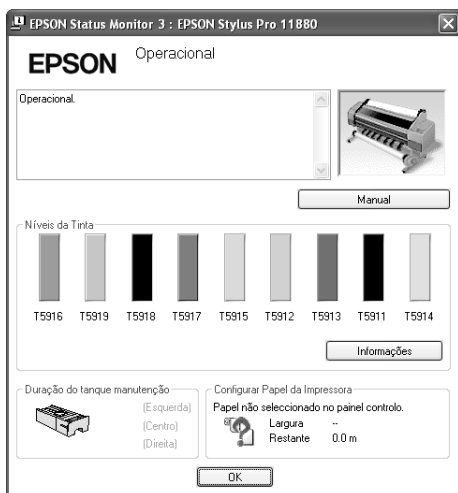 EPSON Status Monitor 3 : EPSON Stylus Pro 11880
EPSON Operacional
Operacional.
Manual
Níveis da Tinta
T5916 T5919 T5918 T5917 T5915 T5912 T5913 T5911 T5914
Informações
Duração do tanque manutenção
(Esquerda)
(Centro)
(Direita)
Configurar Papel da Impressora
Papel não seleccionado no painel controlo.
Largura --
Restante 0.0 m
OK